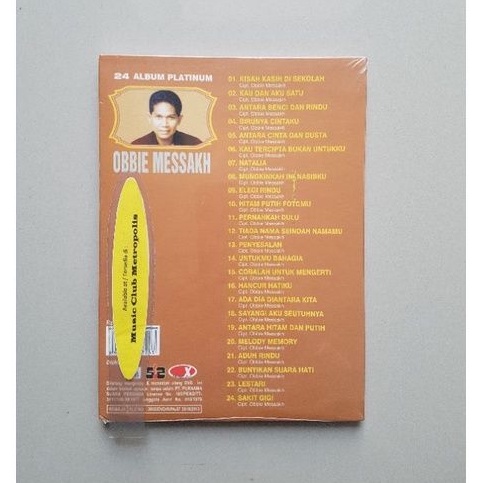 24 ALBUM PLATINUM
OBBIE MESSAKH
Available at / Tersedia di
Music Club Metropolis
01. KISAH KASIH DI SEKOLAH
Cipt. Obbie Messakh
02. KAU DAN AKU SATU
Cipt. Obbie Messakh
03. ANTARA BENCI DAN RINDU
Cipt. Obbie Messakh
04. BIRUNYA CINTAKU
Cipt. Obbie Messakh
05. ANTARA CINTA DAN DUSTA
Cipt. Obbie Messakh
06. KAU TERCIPTA BUKAN UNTUKKU
Cipt. Obbie Messakh
07. NATALIA
Cipt. Obbie Messakh
08. MUNGKINKAH INI NASIBKU
Cipt. Obbie Messakh
09. ELEGI RINDU
Cipt. Obbie Messakh
10. HITAM PUTIH FOTOMU
Cipt. Obbie Messakh
11. PERNAHKAH DULU
Cipt. Obbie Messakh
12. TIADA NAMA SEINDAH NAMAMU
Cipt. Obbie Messakh
13. PENYESALAN
Cipt. Obbie Messakh
14. UNTUKMU BAHAGIA
Cipt. Obbie Messakh
15. COBALAH UNTUK MENGERTI
Cipt. Obbie Messakh
16. HANCUR HATIKU
Cipt. Obbie Messakh
17. ADA DIA DIANTARA KITA
Cipt. Obbie Messakh
18. SAYANGI AKU SEUTUHNYA
Cipt. Obbie Messakh
19. ANTARA HITAM DAN PUTIH
Cipt. Obbie Messakh
20. MELODY MEMORY
Cipt. Obbie Messakh
21. ADUH RINDU
Cipt. Obbie Messakh
22. BUNYIKAN SUARA HATI
Cipt. Obbie Messakh
23. LESTARI
Cipt. Obbie Messakh
24. SAKIT GIGI
Cipt. Obbie Messakh